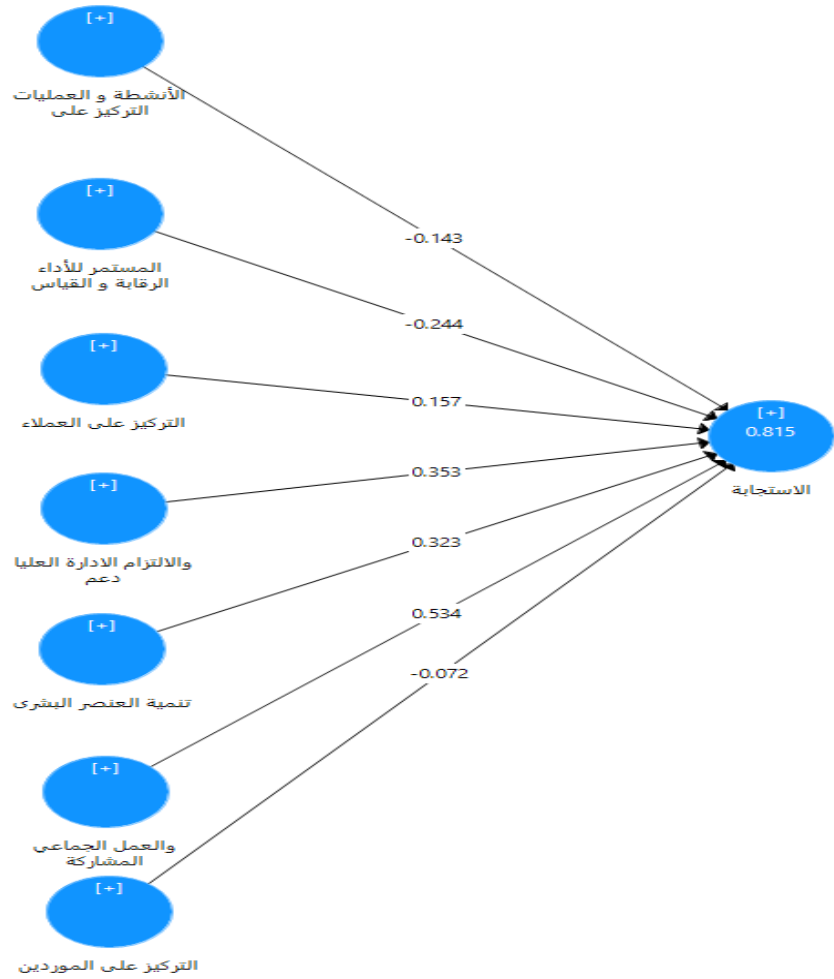 [+]
الأنشطة و العمليات
التركيز على
-0.143
[+]
المستمر للأداء
الرقابة و القياس
-0.244
[+]
التركيز على العملاء
0.157
[+]
0.815
الاستجابة
0.353
[+]
والالتزام الادارة العليا
دعم
0.323
[+]
تنمية العنصر البشرى
0.534
-0.072
[+]
والعمل الجماعي
المشاركة
[+]
التركيز على الموردين